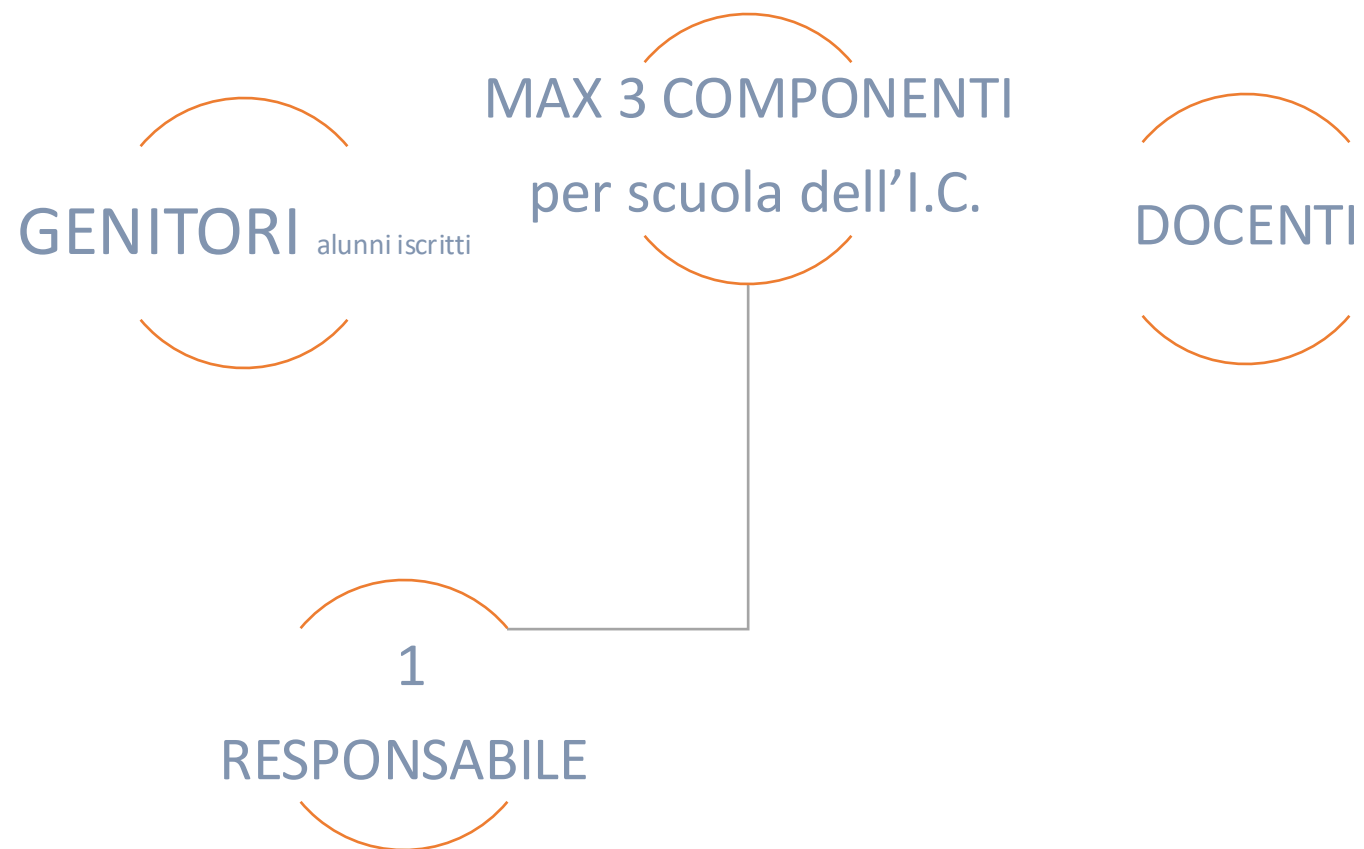 MAX 3 COMPONENTI
per scuola dell’I.C.
GENITORI alunni iscritti
DOCENTI
1
RESPONSABILE